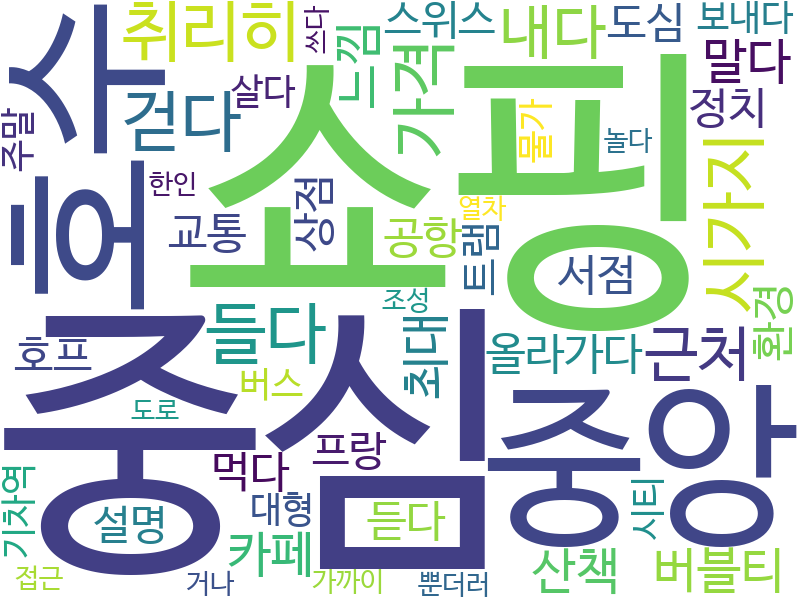 취리히
쓰다
느낌
스위스
내다
도심
보내다
호수
걷다
살다
가격
쇼핑
물가
놀다
말다
정치
주말
한인
상점
열차
시가지
교통
공항
트램
서점
환경
조성
들다
최대
올라가다
근처
호프
버스
도로
중심
중앙
프랑
먹다
기차역
설명
대형
듣다
시티
카페
산책
버블티
접근
거나
가까이
뿐더러